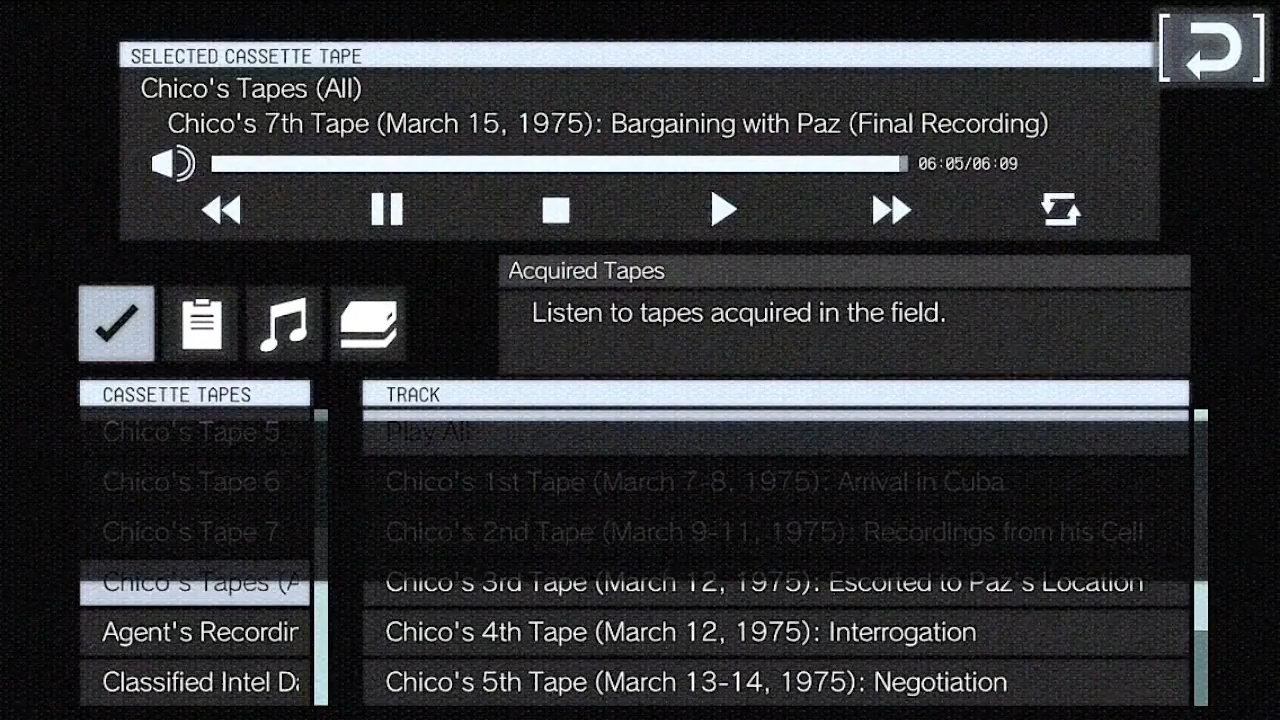 SELECTED CASSETTE TAPE
Chico's Tapes (All)
Chico's 7th Tape (March 15, 1975): Bargaining with Paz (Final Recording)
06:05/06:09
Acquired Tapes
Listen to tapes acquired in the field.
CASSETTE TAPES
Chico's Tape 5
Chico's Tape 6
Chico's Tape 7
Chico's Tapes (A
Agent's Recordin
Classified Intel Da
TRACK
Play All
Chico's 1st Tape (March 7-8, 1975): Arrival in Cuba
Chico's 2nd Tape (March 9-11, 1975): Recordings from his Cell
Chico's 3rd Tape (March 12, 1975): Escorted to Paz's Location
Chico's 4th Tape (March 12, 1975): Interrogation
Chico's 5th Tape (March 13-14, 1975): Negotiation